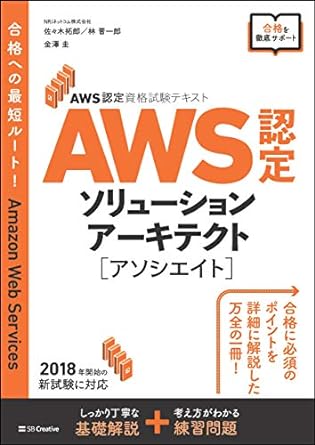 合格への最短ルート！
Amazon Web Services
NRIネットコム株式会社
佐々木拓郎／林 晋一郎
金澤 圭
合格を
徹底サポート
AWS認定資格試験テキスト
AWS認定
ソリューション
アーキテクト
［アソシエイト］
合格に必須の
ポイントを
詳細に解説した
万全の一冊！
2018年開始の
新試験に対応
SB Creative
しっかり丁寧な
基礎解説
+
考え方がわかる
練習問題